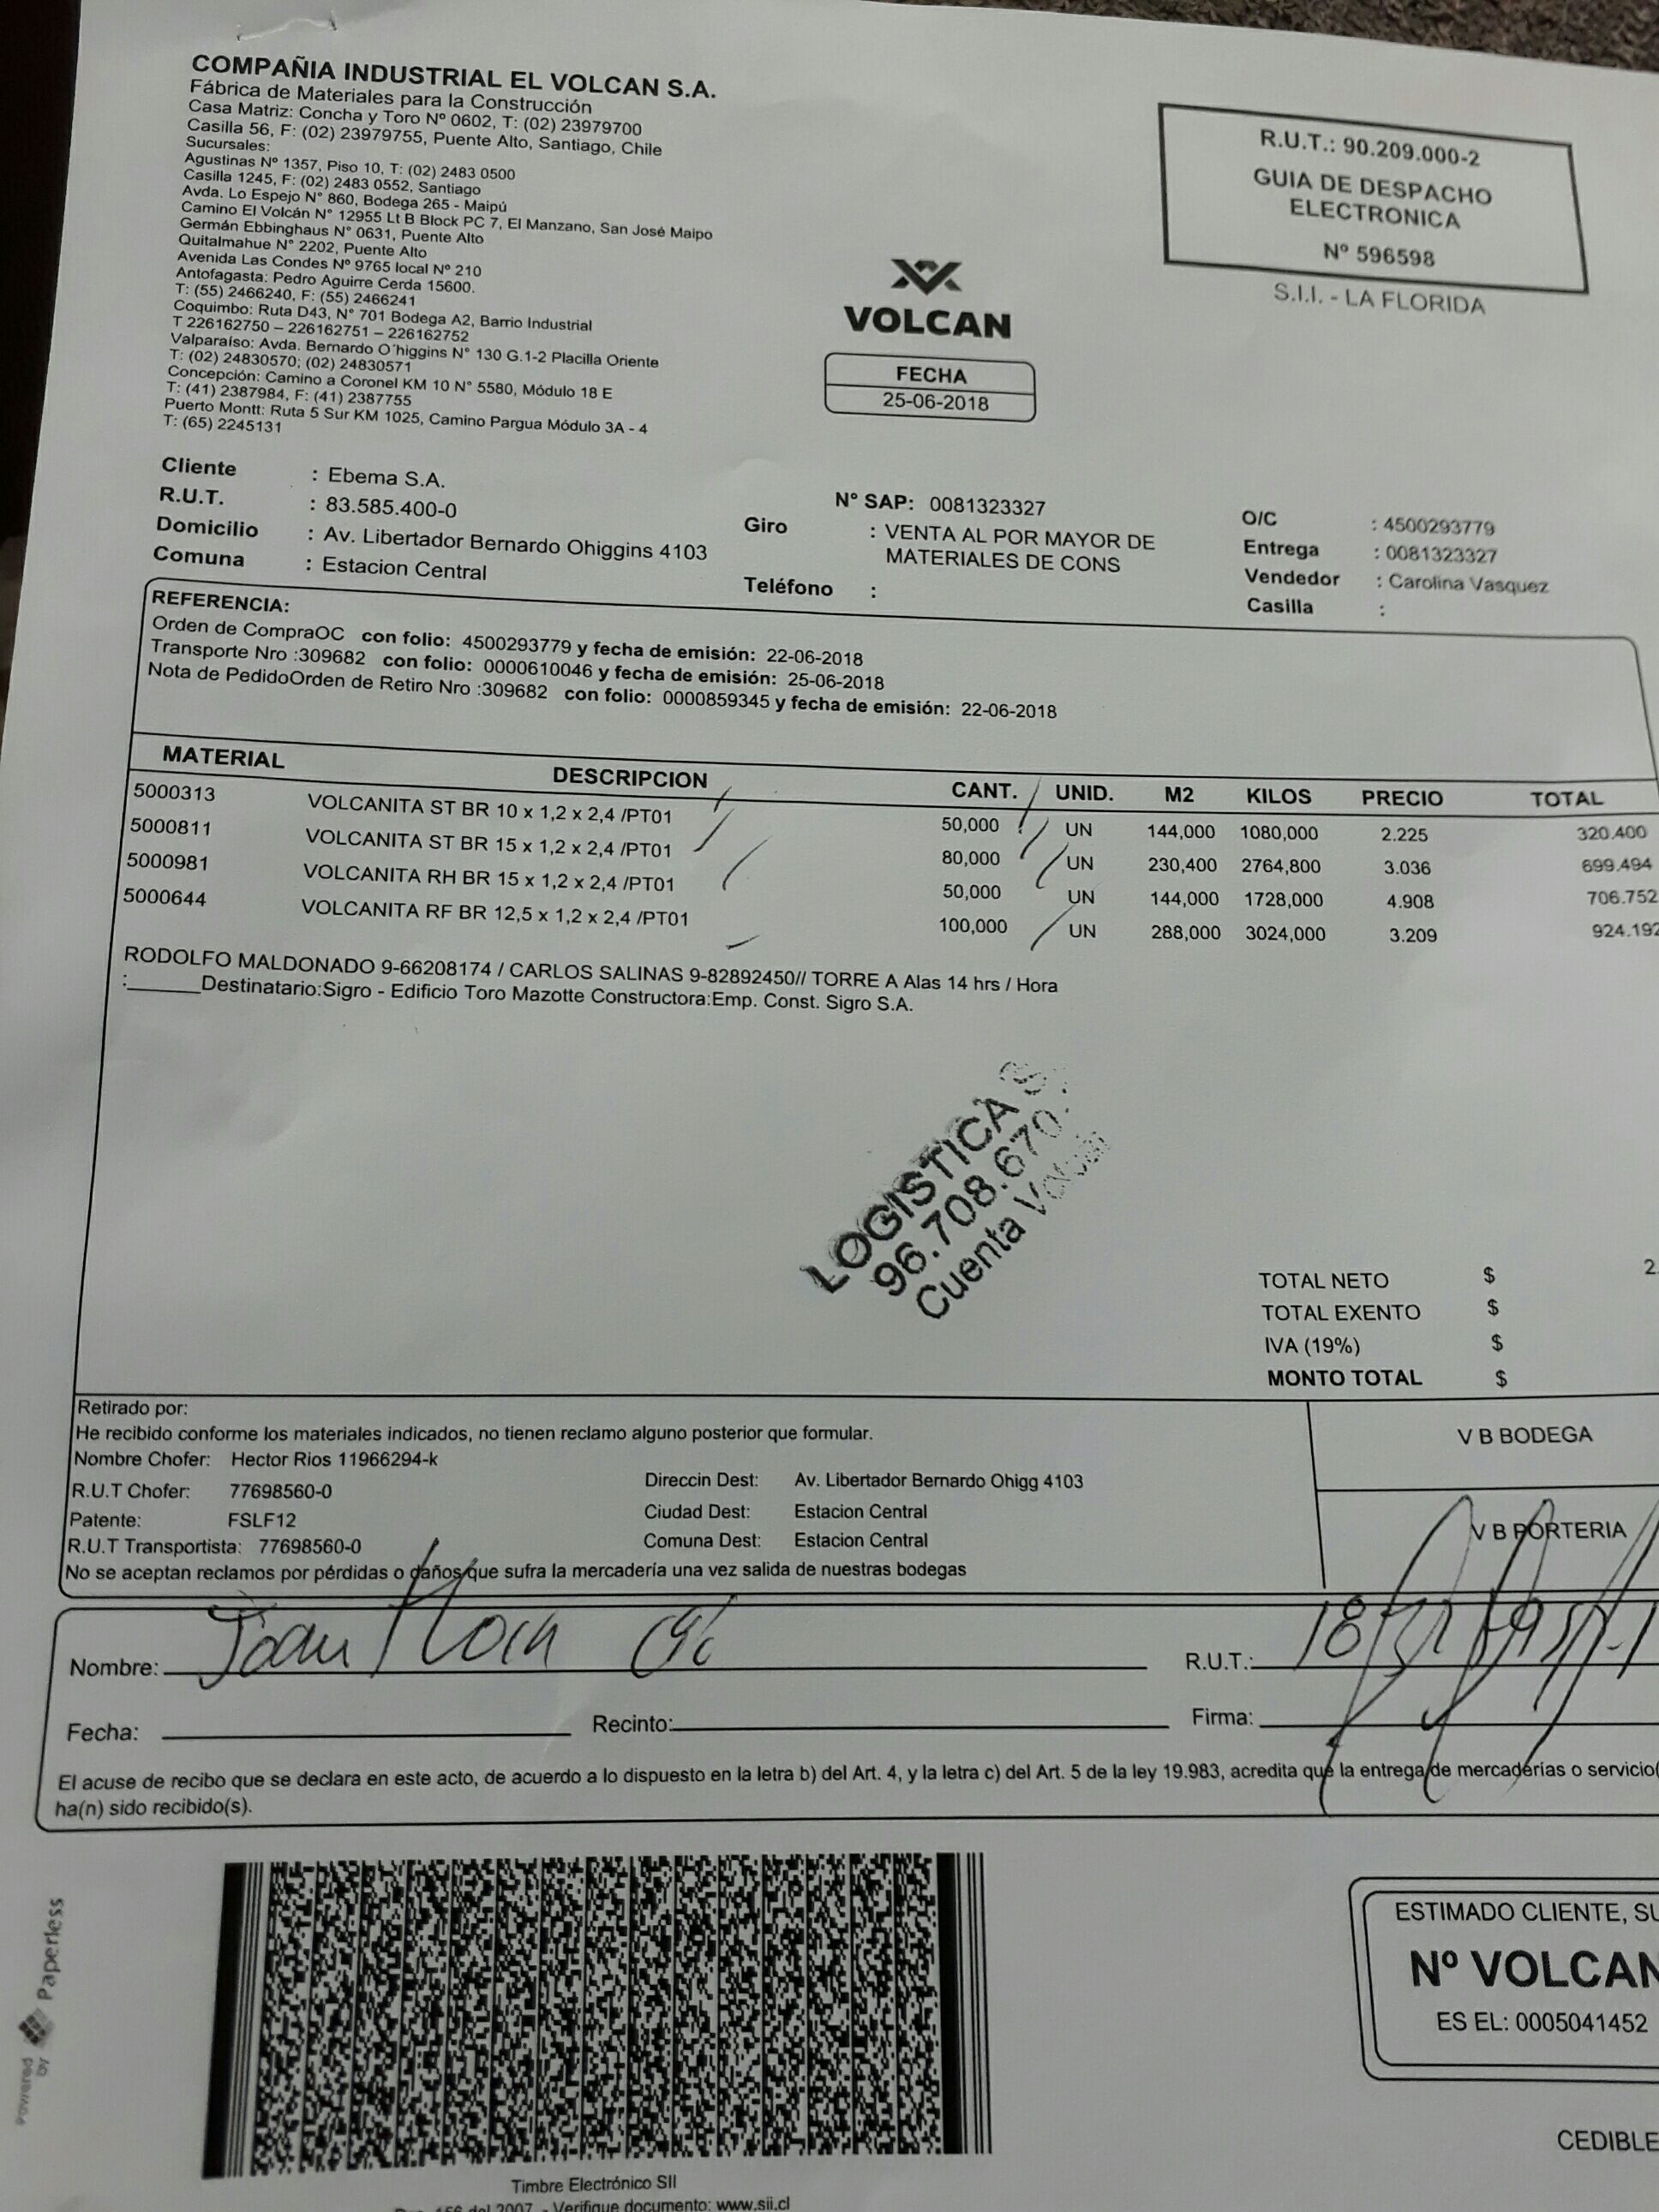 COMPAÑIA INDUSTRIAL EL VOLCAN S.A.
Fábrica de Materiales para la Construcción
Casa Matriz: Concha y Toro Nº 0602, T: (02) 23979700
Casilla 56, F: (02) 23979755, Puente Alto, Santiago, Chile
Sucursales:
Agustinas Nº 1357, Piso 10, T: (02) 2483 0500
Casilla 1245, F: (02) 2483 0552, Santiago
Avda. Lo Espejo N° 860, Bodega 265 - Maipú
Camino El Volcán N° 12955 Lt B Block PC 7, El Manzano, San José Maipo
Germán Ebbinghaus N° 0631, Puente Alto
Quitalmahue N° 2202, Puente Alto
Avenida Las Condes Nº 9765 local Nº 210
Antofagasta: Pedro Aguirre Cerda 15600.
T: (55) 2466240, F: (55) 2466241
Coquimbo: Ruta D43, N° 701 Bodega A2, Barrio Industrial
T 226162750 – 226162751 – 226162752
Valparaíso: Avda. Bernardo O´higgins N° 130 G.1-2 Placilla Oriente
T: (02) 24830570; (02) 24830571
Concepción: Camino a Coronel KM 10 N° 5580, Módulo 18 E
T: (41) 2387984, F: (41) 2387755
Puerto Montt: Ruta 5 Sur KM 1025, Camino Pargua Módulo 3A - 4
T: (65) 2245131
VOLCAN
FECHA
25-06-2018
R.U.T.: 90.209.000-2
GUIA DE DESPACHO
ELECTRONICA
Nº 596598
S.I.I. - LA FLORIDA
Cliente : Ebema S.A.
R.U.T. : 83.585.400-0
Domicilio : Av. Libertador Bernardo Ohiggins 4103
Comuna : Estacion Central
N° SAP: 0081323327
Giro : VENTA AL POR MAYOR DE
MATERIALES DE CONS
Teléfono :
O/C : 4500293779
Entrega : 0081323327
Vendedor : Carolina Vasquez
Casilla :
REFERENCIA:
Orden de CompraOC con folio: 4500293779 y fecha de emisión: 22-06-2018
Transporte Nro :309682 con folio: 0000610046 y fecha de emisión: 25-06-2018
Nota de PedidoOrden de Retiro Nro :309682 con folio: 0000859345 y fecha de emisión: 22-06-2018
MATERIAL DESCRIPCION CANT. UNID. M2 KILOS PRECIO TOTAL
5000313 VOLCANITA ST BR 10 x 1,2 x 2,4 /PT01 50,000 UN 144,000 1080,000 2.225 320.400
5000811 VOLCANITA ST BR 15 x 1,2 x 2,4 /PT01 80,000 UN 230,400 2764,800 3.036 699.494
5000981 VOLCANITA RH BR 15 x 1,2 x 2,4 /PT01 50,000 UN 144,000 1728,000 4.908 706.752
5000644 VOLCANITA RF BR 12,5 x 1,2 x 2,4 /PT01 100,000 UN 288,000 3024,000 3.209 924.192
RODOLFO MALDONADO 9-66208174 / CARLOS SALINAS 9-82892450// TORRE A Alas 14 hrs / Hora
:______Destinatario:Sigro - Edificio Toro Mazotte Constructora:Emp. Const. Sigro S.A.
LOGISTICA
96.708.670
Cuenta Volcan
TOTAL NETO $ 2.
TOTAL EXENTO $
IVA (19%) $
MONTO TOTAL $
Retirado por:
He recibido conforme los materiales indicados, no tienen reclamo alguno posterior que formular.
Nombre Chofer: Hector Rios 11966294-k
R.U.T Chofer: 77698560-0
Patente: FSLF12
R.U.T Transportista: 77698560-0
Direccin Dest: Av. Libertador Bernardo Ohigg 4103
Ciudad Dest: Estacion Central
Comuna Dest: Estacion Central
No se aceptan reclamos por pérdidas o daños que sufra la mercadería una vez salida de nuestras bodegas
V B BODEGA
V B PORTERIA
Nombre:
R.U.T.:
Fecha: Recinto: Firma:
El acuse de recibo que se declara en este acto, de acuerdo a lo dispuesto en la letra b) del Art. 4, y la letra c) del Art. 5 de la ley 19.983, acredita que la entrega de mercaderías o servicio(
ha(n) sido recibido(s).
powered by Paperless
Timbre Electrónico SII
156 del 2007 - Verifique documento: www.sii.cl
ESTIMADO CLIENTE, SU
Nº VOLCAN
ES EL: 0005041452
CEDIBLE